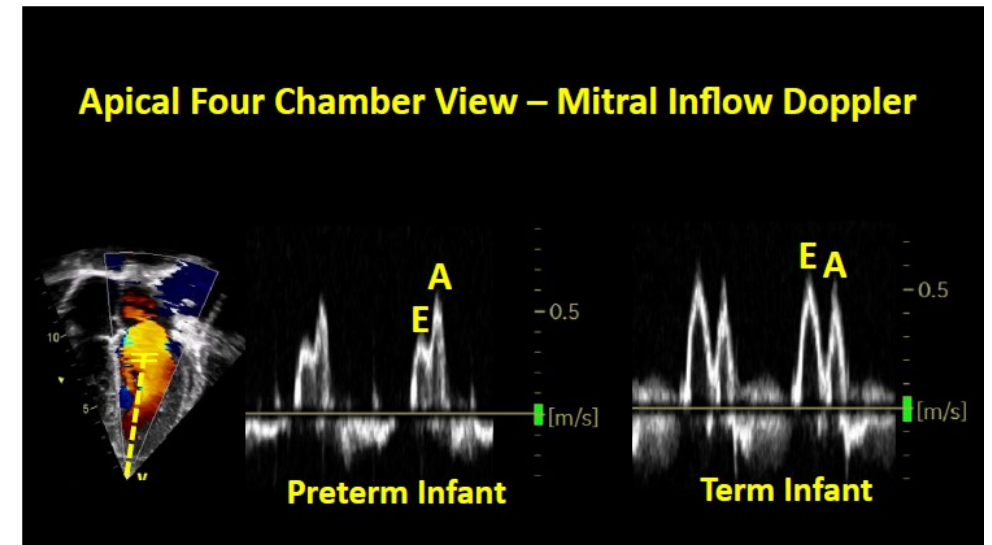 Apical Four Chamber View – Mitral Inflow Doppler
10
5
V
E
A
0.5
[m/s]
Preterm Infant
E A
0.5
[m/s]
Term Infant